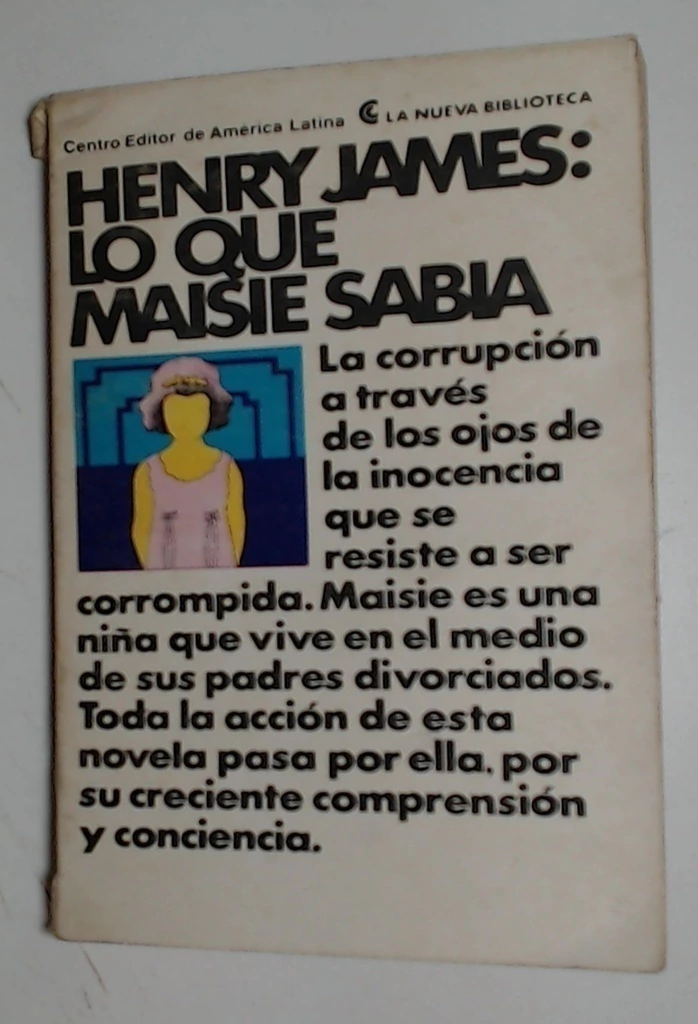 Centro Editor de América Latina CC LA NUEVA BIBLIOTECA
HENRY JAMES:
LO QUE
MAISIE SABIA
La corrupción
a través
de los ojos de
la inocencia
que se
resiste a ser
corrompida. Maisie es una
niña que vive en el medio
de sus padres divorciados.
Toda la acción de esta
novela pasa por ella, por
su creciente comprensión
y conciencia.